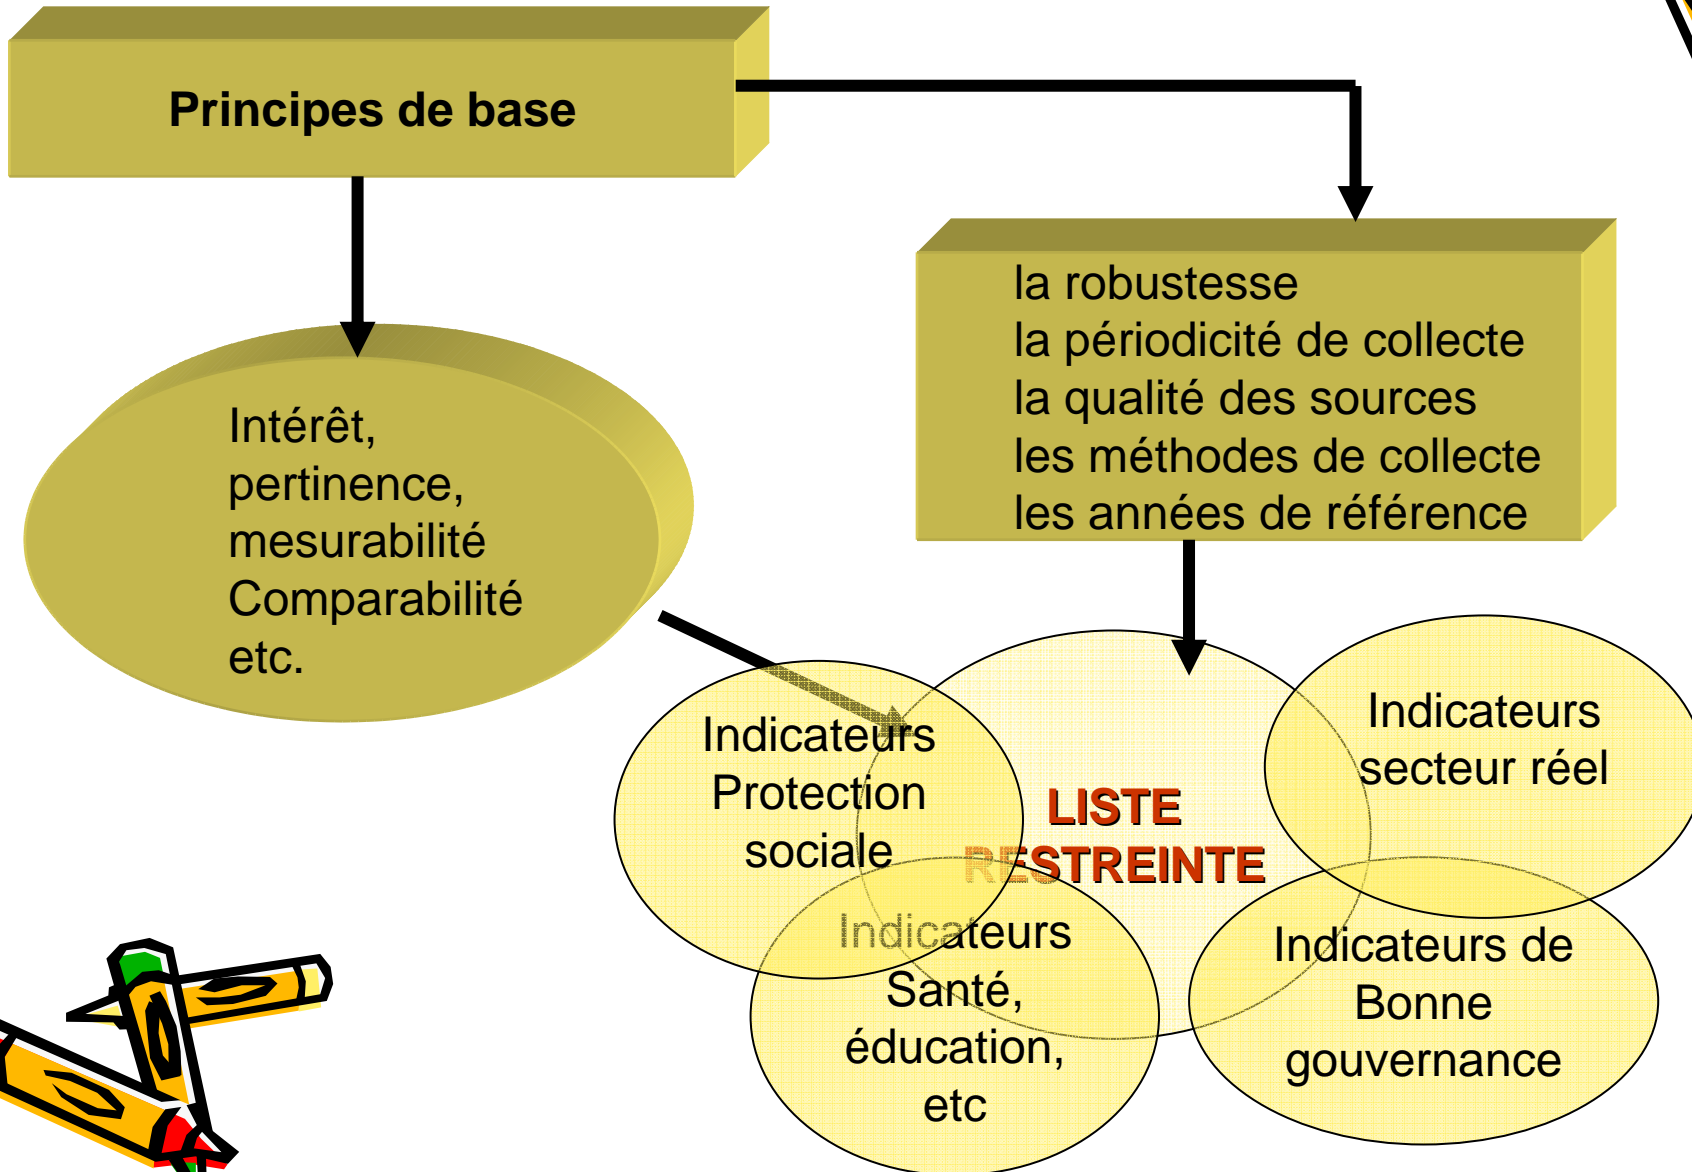 Principes de base
la robustesse
la périodicité de collecte
la qualité des sources
les méthodes de collecte
les années de référence
Intérêt,
pertinence,
mesurabilité
Comparabilité
etc.
Indicateurs
Protection
sociale
LISTE
RESTREINTE
Indicateurs
secteur réel
Indicateurs
Santé,
éducation,
etc
Indicateurs de
Bonne
gouvernance